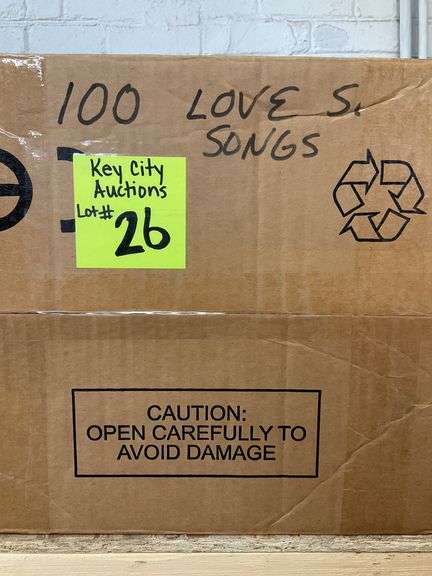 100 LOVE S.
SONGS
Key City
Auctions
Lot#
26
CAUTION:
OPEN CAREFULLY TO
AVOID DAMAGE